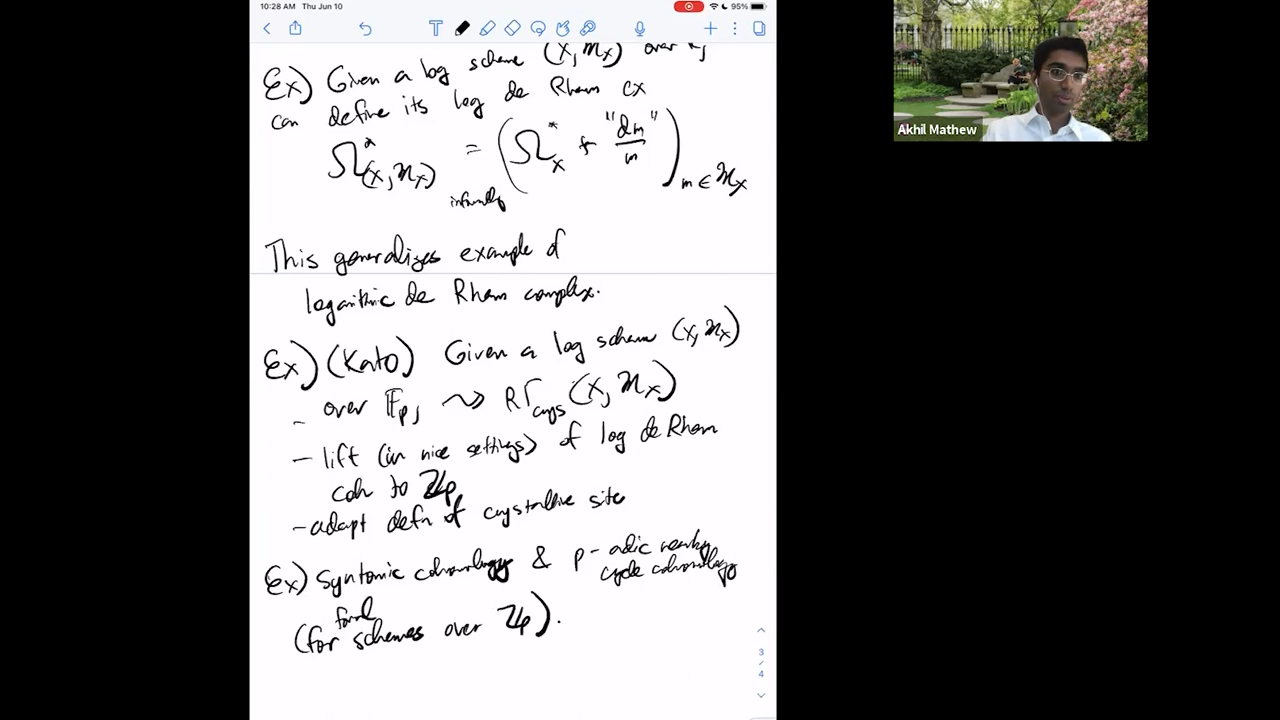 10:28 AM Thu Jun 10
95%
Ex) Given a log scheme (X, M_X) over
can define its log de Rham cx
Ω^*_{(X, M_X)} = (Ω^*_X + "dm/m")_{m ∈ M_X}
informally
This generalizes example of
logarithmic de Rham complex.
Ex) (Kato) Given a log scheme (X, M_X)
- over F_p, ⇝ RΓ_crys (X, M_X)
- lift (in nice settings) of log de Rham
coh to Z_p
- adapt defn of crystalline site
Ex) Syntomic cohomology & p-adic nearby
cycle cohomology
formal
(for schemes over Z_p).
3
/
4
Akhil Mathew